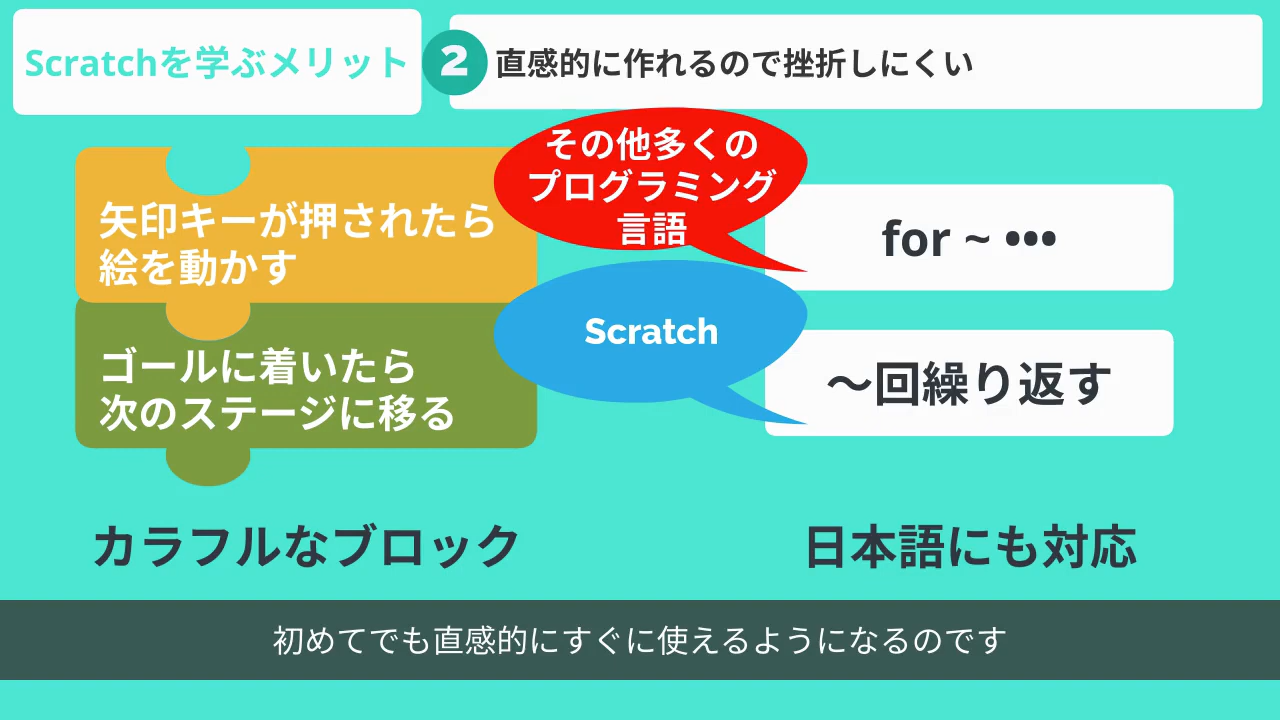 Scratchを学ぶメリット
2
直感的に作れるので挫折しにくい
矢印キーが押されたら
絵を動かす
ゴールに着いたら
次のステージに移る
その他多くの
プログラミング
言語
for ~ •••
Scratch
～回繰り返す
カラフルなブロック
日本語にも対応
初めてでも直感的にすぐに使えるようになるのです